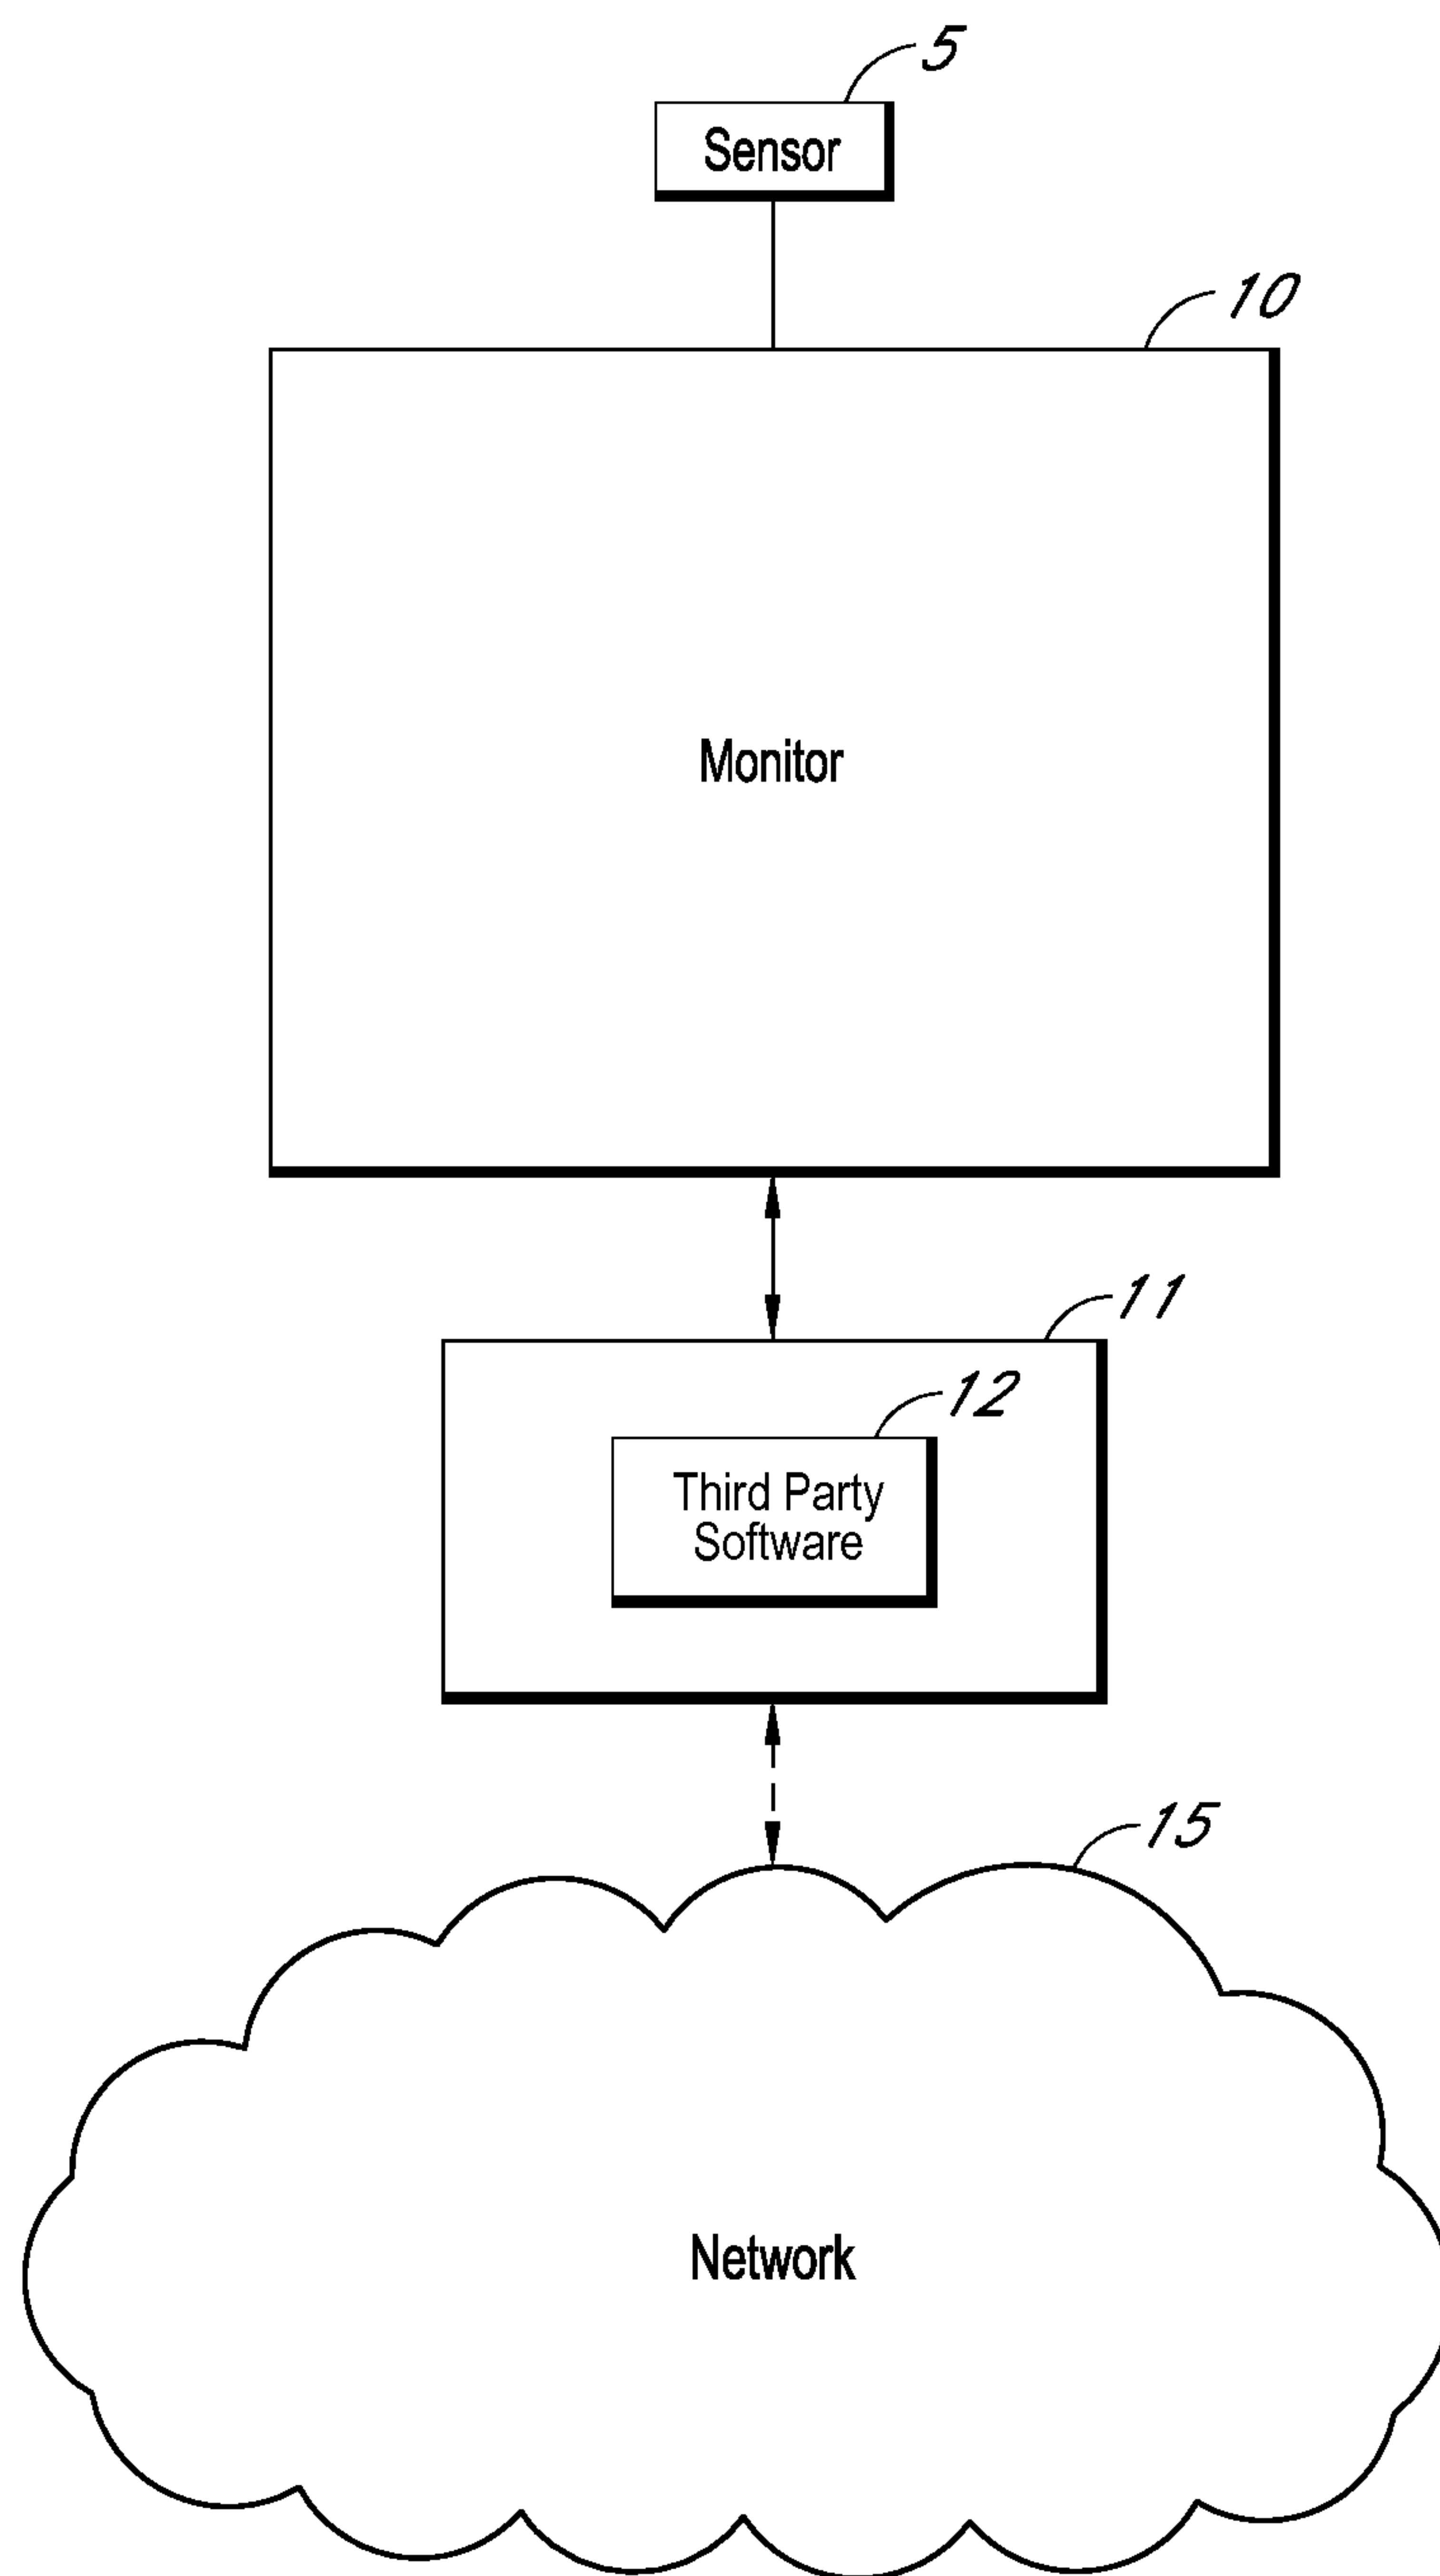 5
Sensor
10
Monitor
11
12
Third Party
Software
15
Network